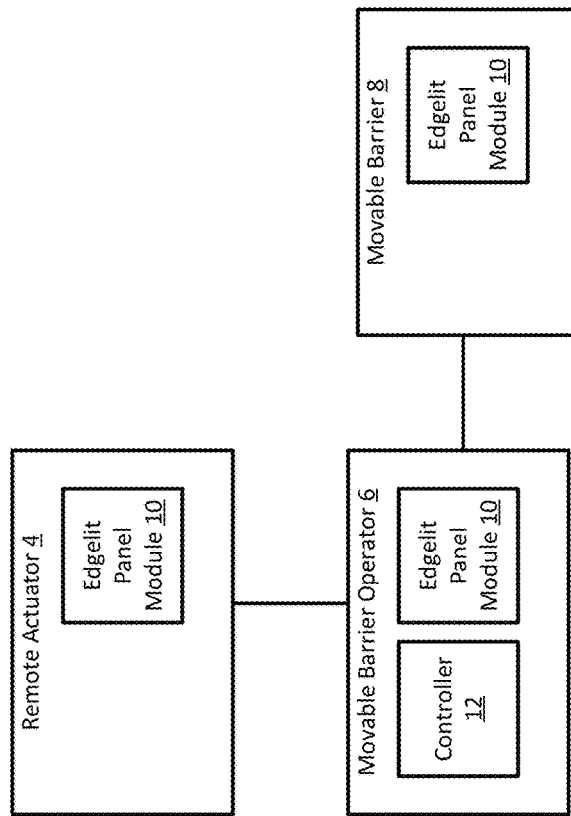 Remote Actuator 4
Edgelit
Panel
Module 10
Movable Barrier Operator 6
Controller
12
Edgelit
Panel
Module 10
Movable Barrier 8
Edgelit
Panel
Module 10